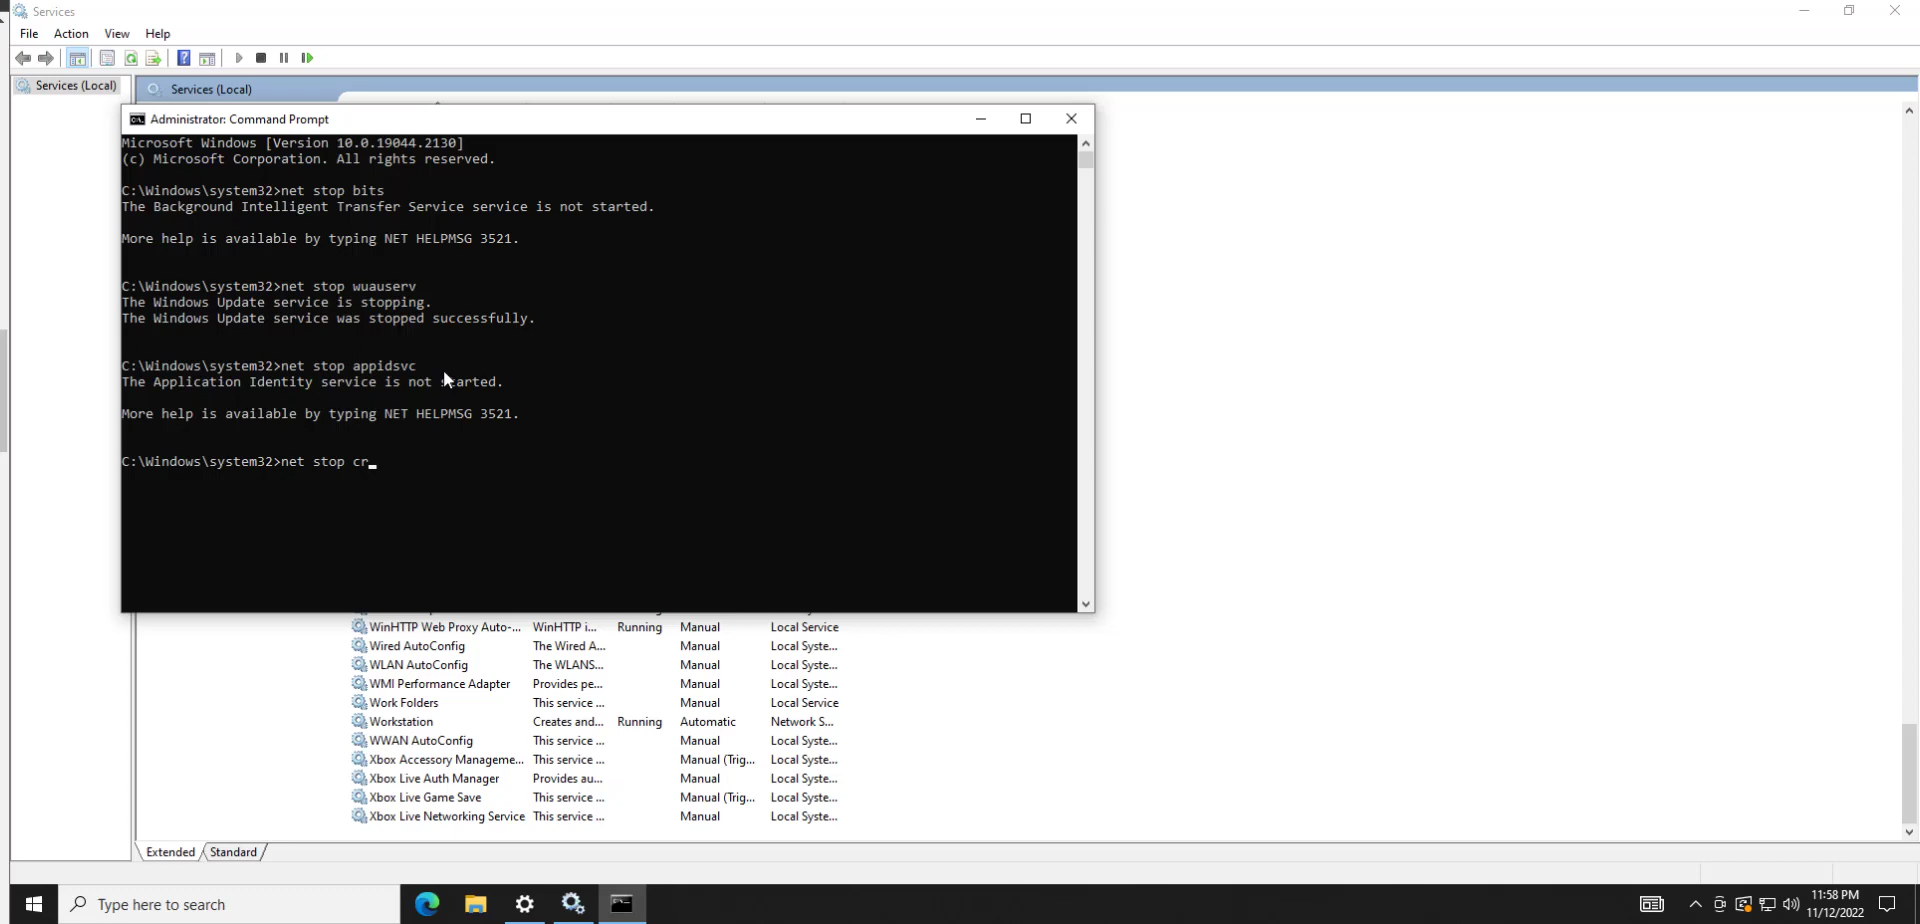 Services
File Action View Help
Services (Local)
Services (Local)
Administrator: Command Prompt
Microsoft Windows [Version 10.0.19044.2130]
(c) Microsoft Corporation. All rights reserved.
C:\Windows\system32>net stop bits
The Background Intelligent Transfer Service service is not started.
More help is available by typing NET HELPMSG 3521.
C:\Windows\system32>net stop wuauserv
The Windows Update service is stopping.
The Windows Update service was stopped successfully.
C:\Windows\system32>net stop appidsvc
The Application Identity service is not started.
More help is available by typing NET HELPMSG 3521.
C:\Windows\system32>net stop cr_
WinHTTP Web Proxy Auto-... WinHTTP i... Running Manual Local Service
Wired AutoConfig The Wired A... Manual Local Syste...
WLAN AutoConfig The WLANS... Manual Local Syste...
WMI Performance Adapter Provides pe... Manual Local Syste...
Work Folders This service ... Manual Local Service
Workstation Creates and... Running Automatic Network S...
WWAN AutoConfig This service ... Manual Local Syste...
Xbox Accessory Manageme... This service ... Manual (Trig... Local Syste...
Xbox Live Auth Manager Provides au... Manual Local Syste...
Xbox Live Game Save This service ... Manual (Trig... Local Syste...
Xbox Live Networking Service This service ... Manual Local Syste...
Extended Standard
Type here to search
11:58 PM
11/12/2022